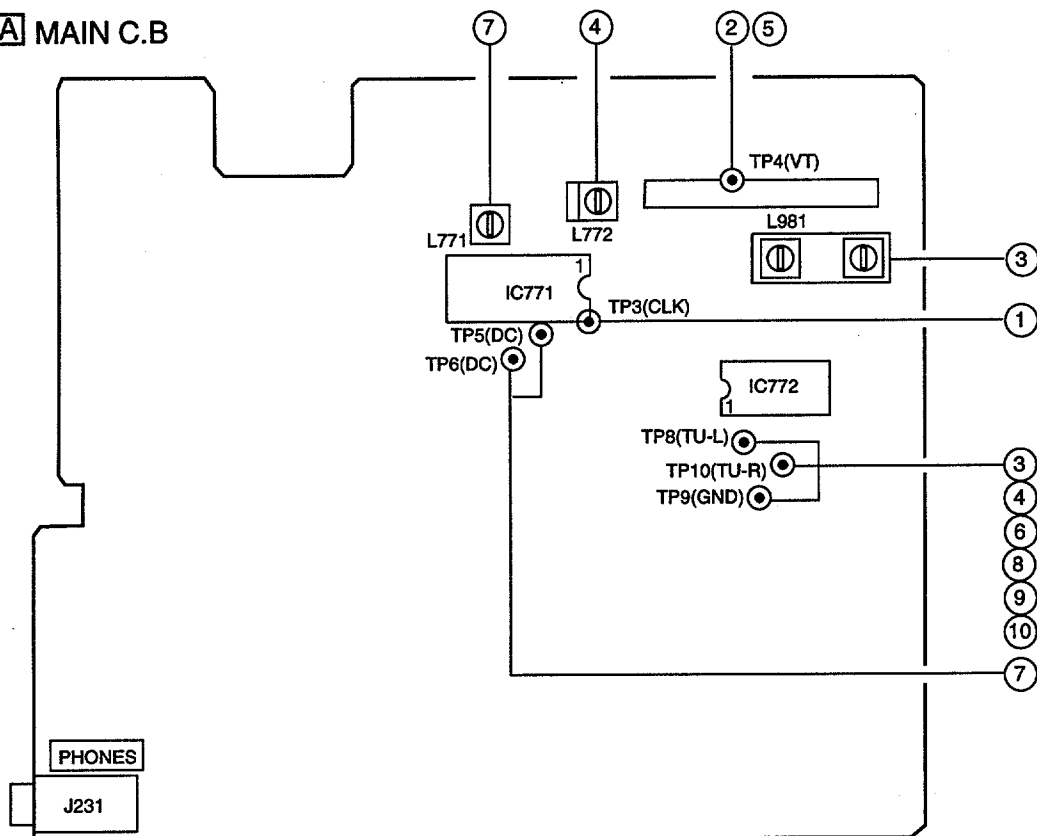 A MAIN C.B
7
4
2 5
TP4(VT)
L981
L771
L772
3
1
IC771
TP3(CLK)
1
TP5(DC)
TP6(DC)
IC772
1
TP8(TU-L)
TP10(TU-R)
3
TP9(GND)
4
6
8
9
10
7
PHONES
J231